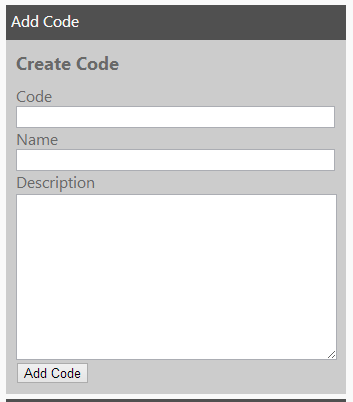 Add Code
Create Code
Code
Name
Description
Add Code